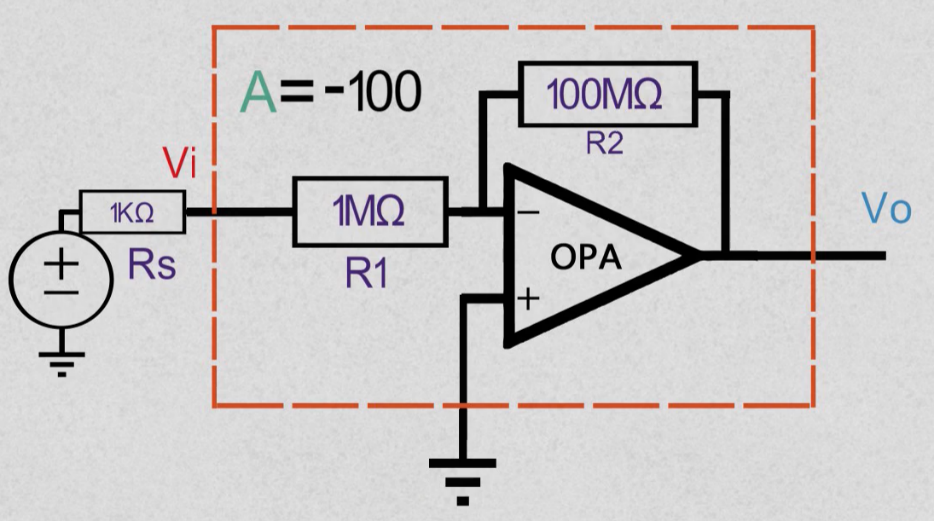 A=-100
100MΩ
R2
Vi
1KΩ
Rs
1MΩ
R1
−
OPA
+
Vo
+
−